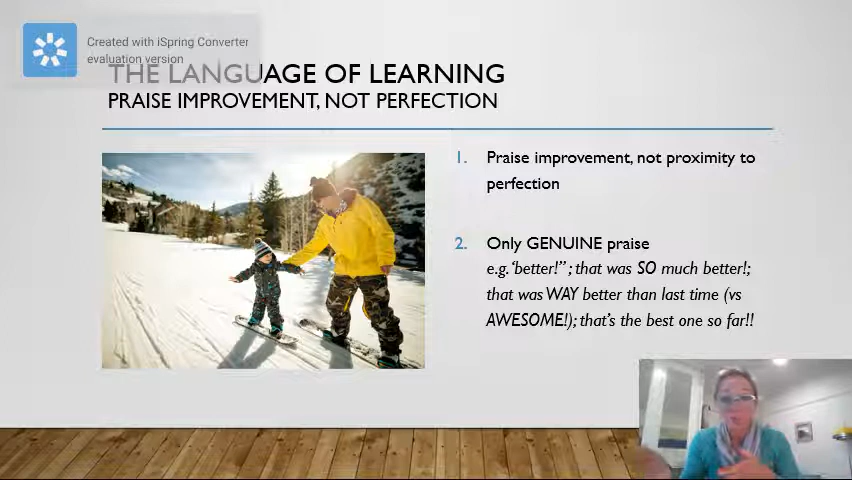 Created with iSpring Converter
evaluation version
THE LANGUAGE OF LEARNING
PRAISE IMPROVEMENT, NOT PERFECTION
1. Praise improvement, not proximity to
perfection
2. Only GENUINE praise
e.g. 'better!" ; that was SO much better!;
that was WAY better than last time (vs
AWESOME!); that's the best one so far!!